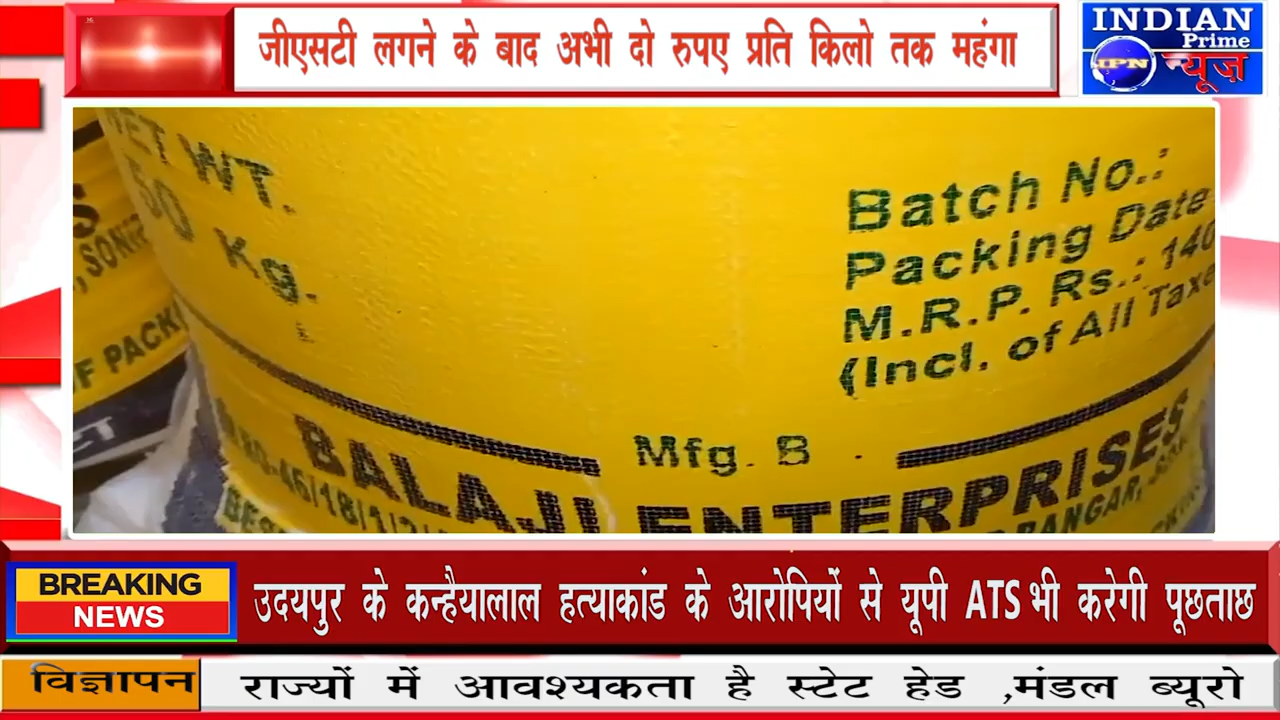 जीएसटी लगने के बाद अभी दो रुपए प्रति किलो तक महंगा
INDIAN
Prime
IPN
न्यूज़
NET WT.
50 Kg.
Batch No.:
Packing Date
M.R.P. Rs.: 140
(Incl. of All Taxe
Mfg. B
BALAJI ENTERPRISES
BREAKING
NEWS
उदयपुर के कन्हैयालाल हत्याकांड के आरोपियों से यूपी ATS भी करेगी पूछताछ
विज्ञापन
राज्यों में आवश्यकता है स्टेट हेड ,मंडल ब्यूरो